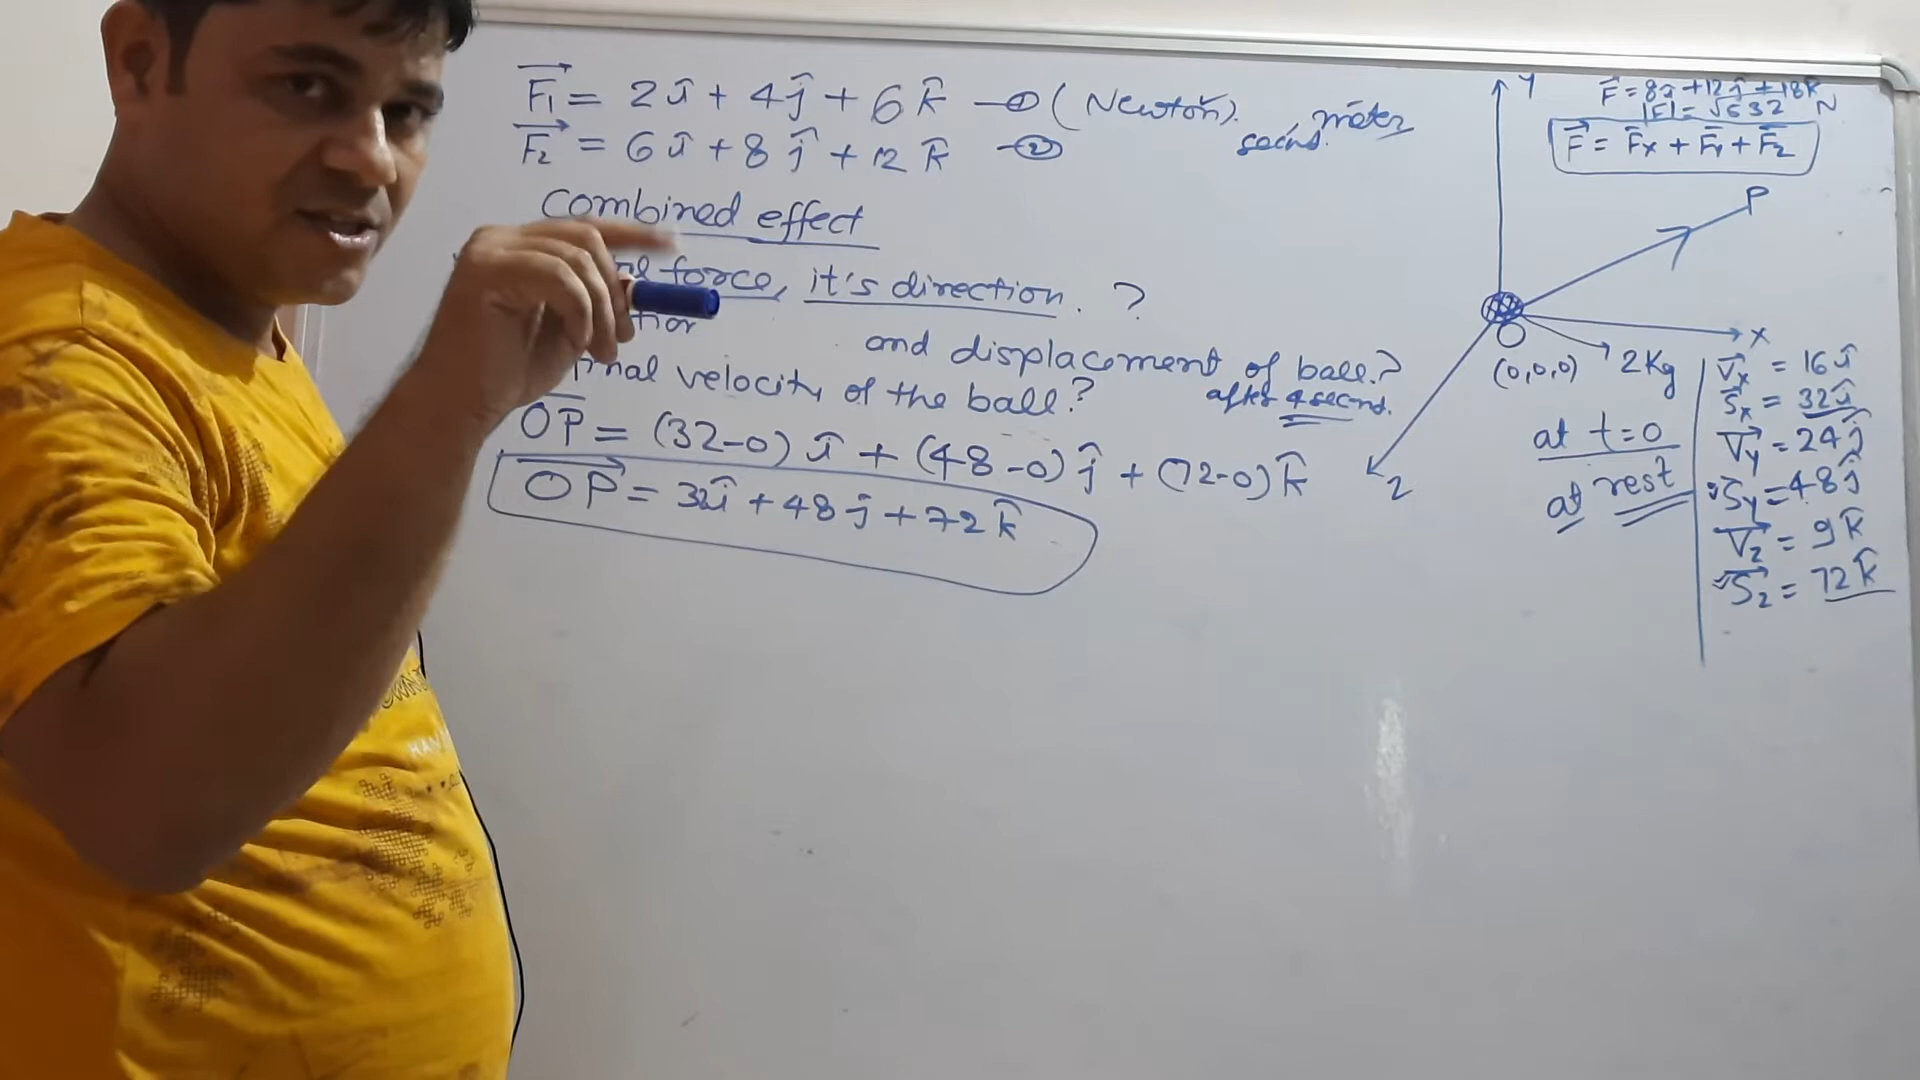 F₁ = 2î + 4ĵ + 6k̂ —① (Newton).
second, meter
F₂ = 6î + 8ĵ + 12k̂ —②
Combined effect
force, it's direction. ?
and displacement of ball?
final velocity of the ball?
after 4 second.
OP = (32-0)î + (48-0)ĵ + (72-0)k̂
OP = 32î + 48ĵ + 72k̂
Y
F = 8î + 12ĵ + 18k̂
|F| = √532 N
F = Fx + Fy + Fz
P
X
O
(0,0,0)
2Kg
Z
at t=0
at rest
Vx = 16î
Sx = 32î
Vy = 24ĵ
Sy = 48ĵ
Vz = 9k̂
Sz = 72k̂